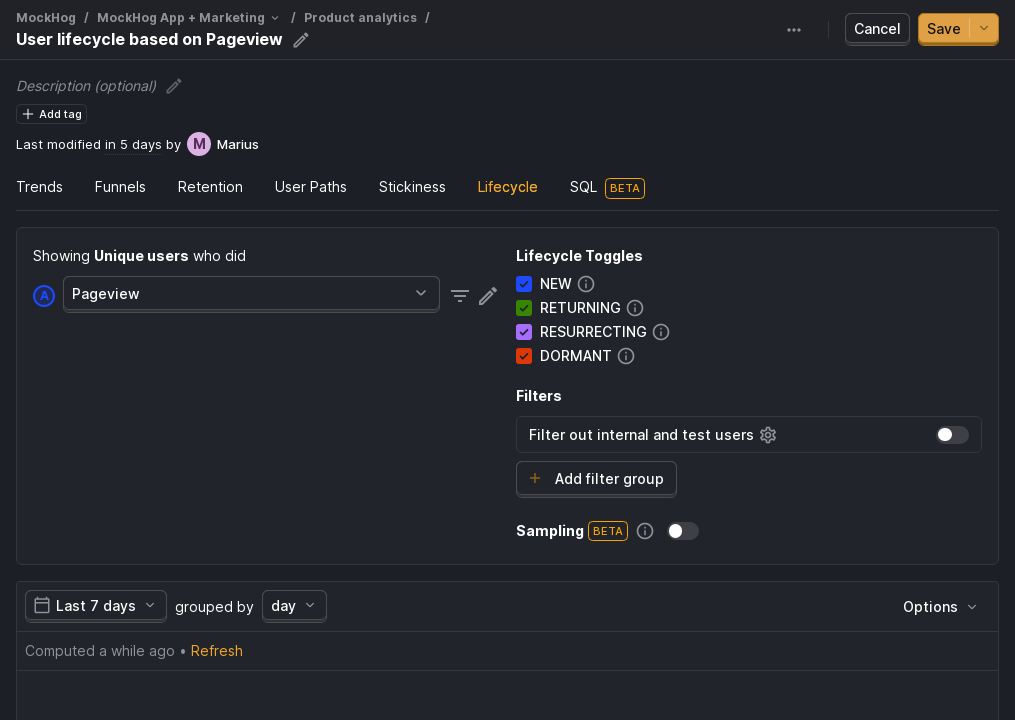 MockHog / MockHog App + Marketing / Product analytics /
User lifecycle based on Pageview
Cancel
Save
Description (optional)
Add tag
Last modified in 5 days by M Marius
Trends Funnels Retention User Paths Stickiness Lifecycle SQL BETA
Showing Unique users who did
A Pageview
Lifecycle Toggles
NEW
RETURNING
RESURRECTING
DORMANT
Filters
Filter out internal and test users
+ Add filter group
Sampling BETA
Last 7 days grouped by day
Options
Computed a while ago • Refresh